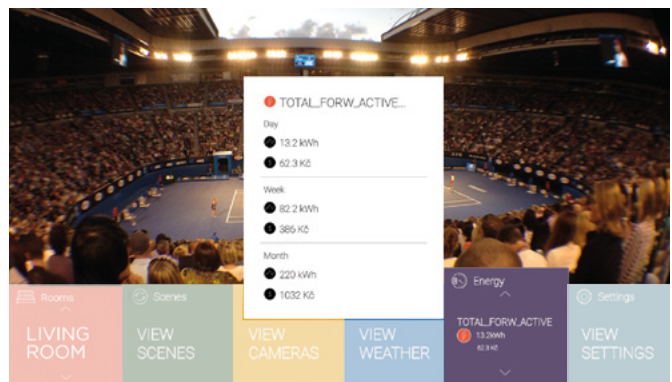 TOTAL_FORW_ACTIVE...
Day
13.2 kWh
62.3 Kč
Week
82.2 kWh
386 Kč
Month
220 kWh
1032 Kč
Rooms
LIVING
ROOM
Scenes
VIEW
SCENES
VIEW
CAMERAS
VIEW
WEATHER
Energy
TOTAL_FORW_ACTIVE
13.2kWh
62.3 Kč
Settings
VIEW
SETTINGS